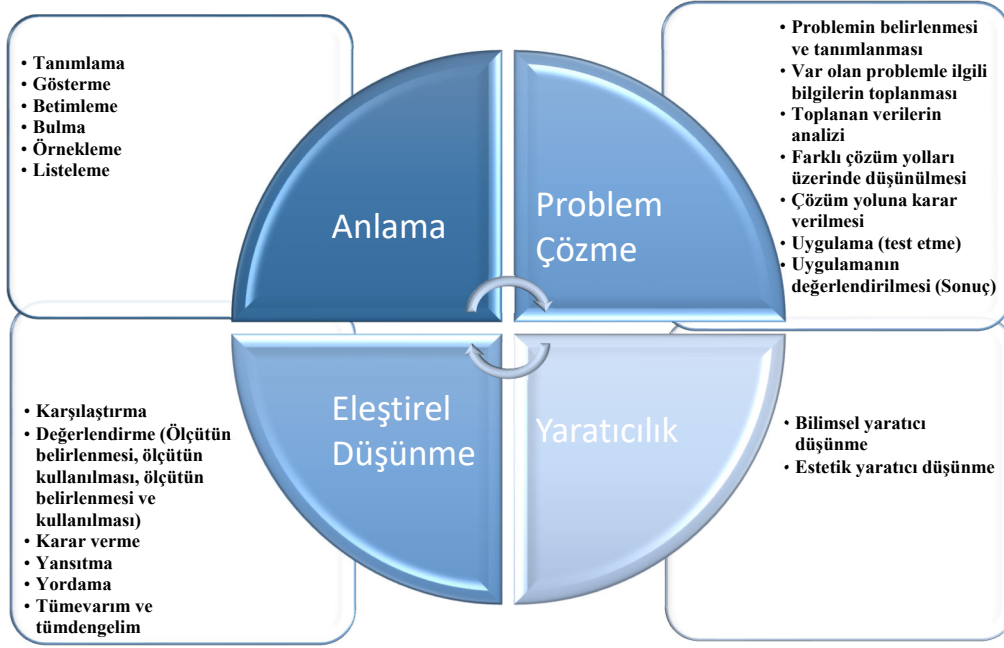 • Tanımlama
• Gösterme
• Betimleme
• Bulma
• Örnekleme
• Listeleme
Anlama
Problem
Çözme
• Problemin belirlenmesi
ve tanımlanması
• Var olan problemle ilgili
bilgilerin toplanması
• Toplanan verilerin
analizi
• Farklı çözüm yolları
üzerinde düşünülmesi
• Çözüm yoluna karar
verilmesi
• Uygulama (test etme)
• Uygulamanın
değerlendirilmesi (Sonuç)
• Karşılaştırma
• Değerlendirme (Ölçütün
belirlenmesi, ölçütün
kullanılması, ölçütün
belirlenmesi ve
kullanılması)
• Karar verme
• Yansıtma
• Yordama
• Tümevarım ve
tümdengelim
Eleştirel
Düşünme
Yaratıcılık
• Bilimsel yaratıcı
düşünme
• Estetik yaratıcı düşünme